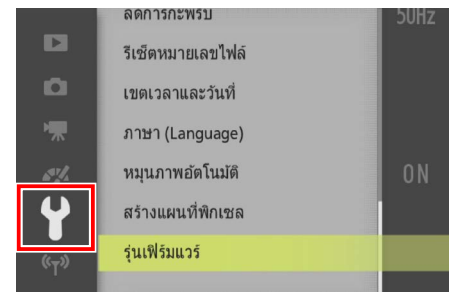 ลดการกะพริบ 50Hz
รีเซ็ตหมายเลขไฟล์
เขตเวลาและวันที่
ภาษา (Language)
หมุนภาพอัตโนมัติ ON
สร้างแผนที่พิกเซล
รุ่นเฟิร์มแวร์